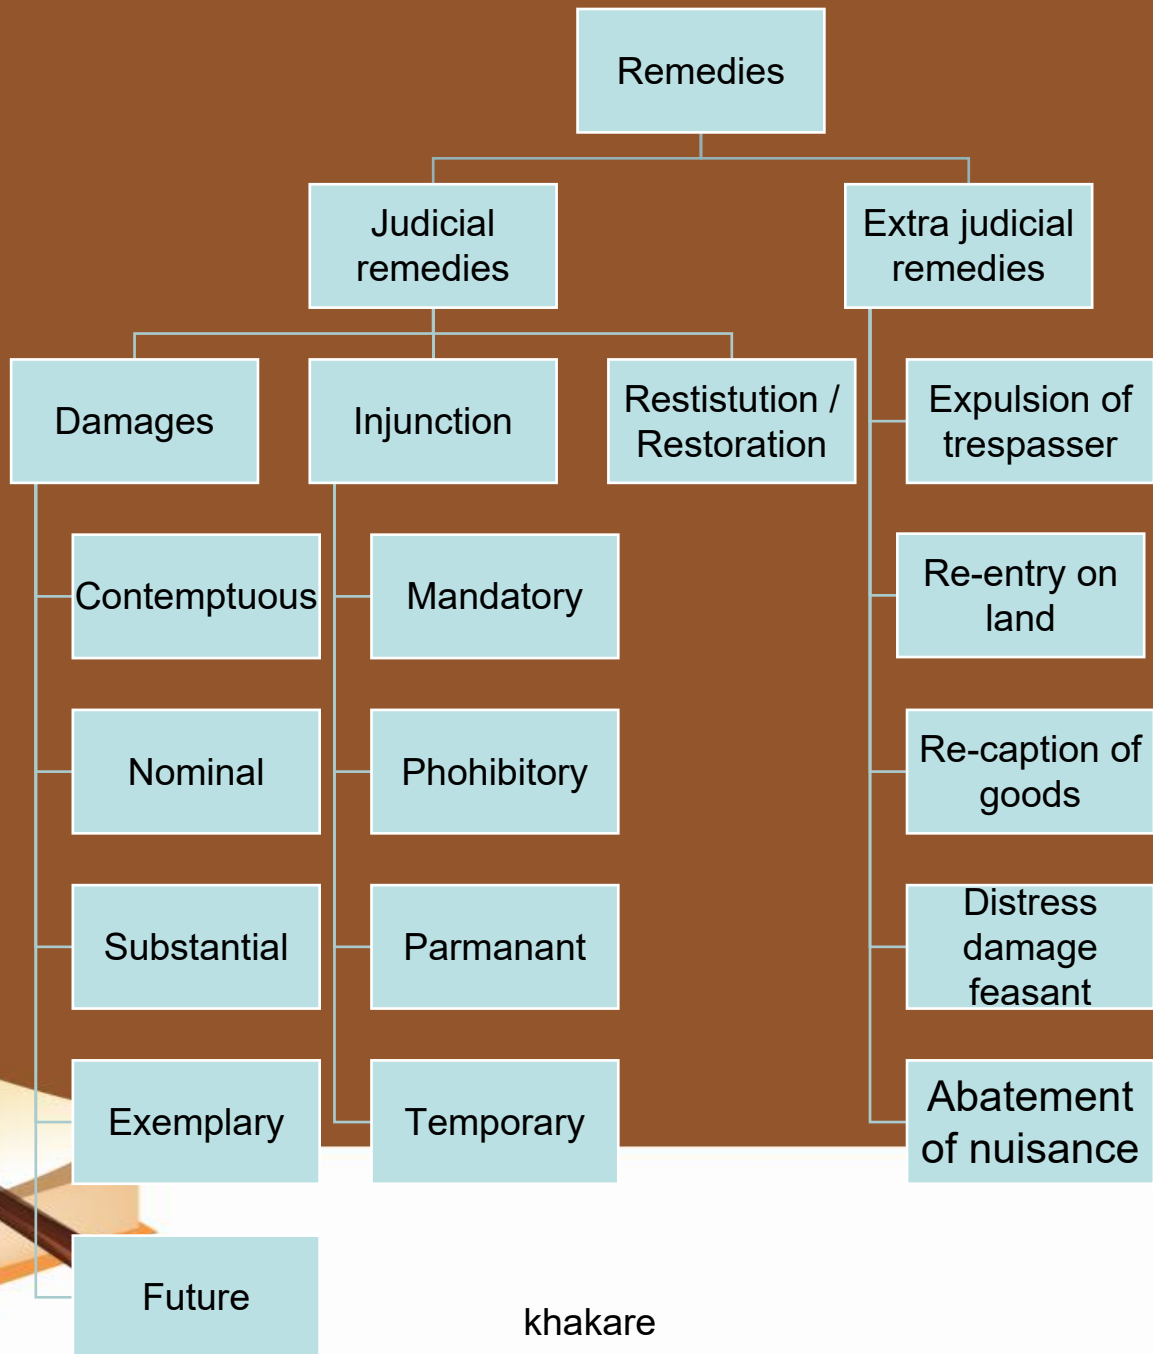 Remedies
Judicial
remedies
Extra judicial
remedies
Damages
Injunction
Restistution /
Restoration
Expulsion of
trespasser
Contemptuous
Mandatory
Re-entry on
land
Nominal
Phohibitory
Re-caption of
goods
Substantial
Parmanant
Distress
damage
feasant
Exemplary
Temporary
Abatement
of nuisance
Future
khakare